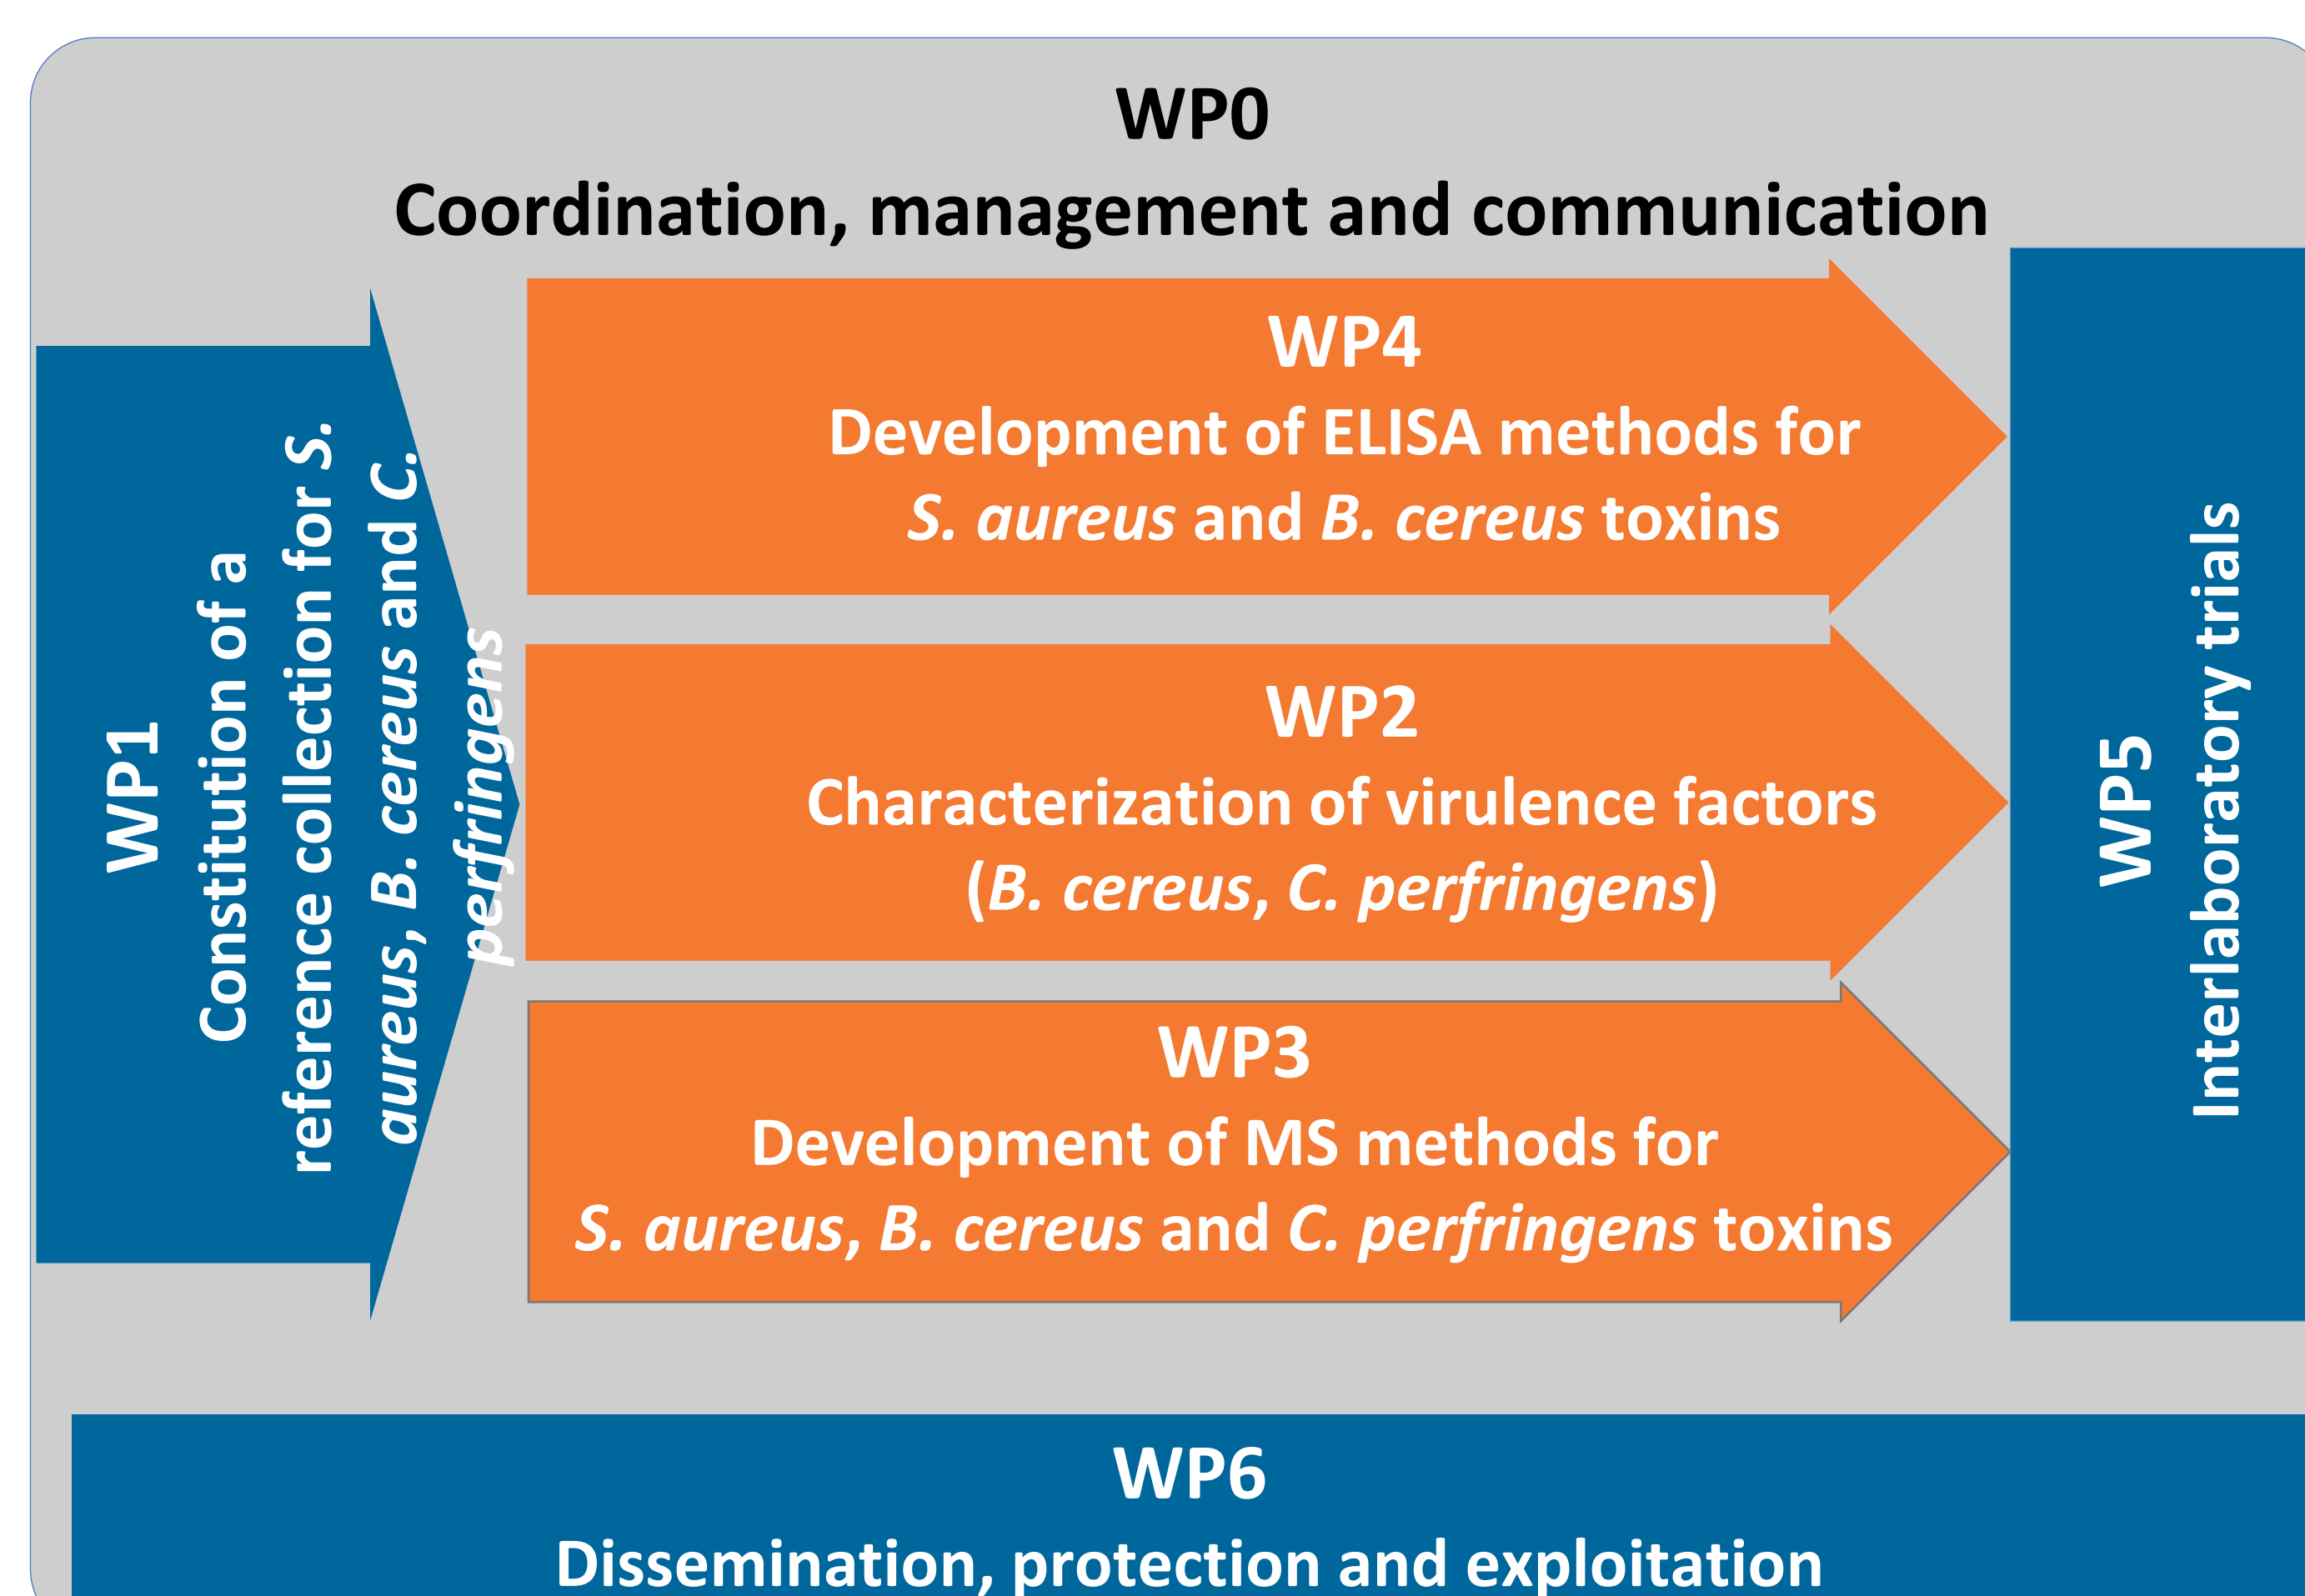 WP0
Coordination, management and communication
WP1
Constitution of a
reference collection for S.
aureus, B. cereus and C.
perfringens
WP4
Development of ELISA methods for
S. aureus and B. cereus toxins
WP2
Characterization of virulence factors
(B. cereus, C. perfringens)
WP3
Development of MS methods for
S. aureus, B. cereus and C. perfringens toxins
WP5
Interlaboratory trials
WP6
Dissemination, protection and exploitation